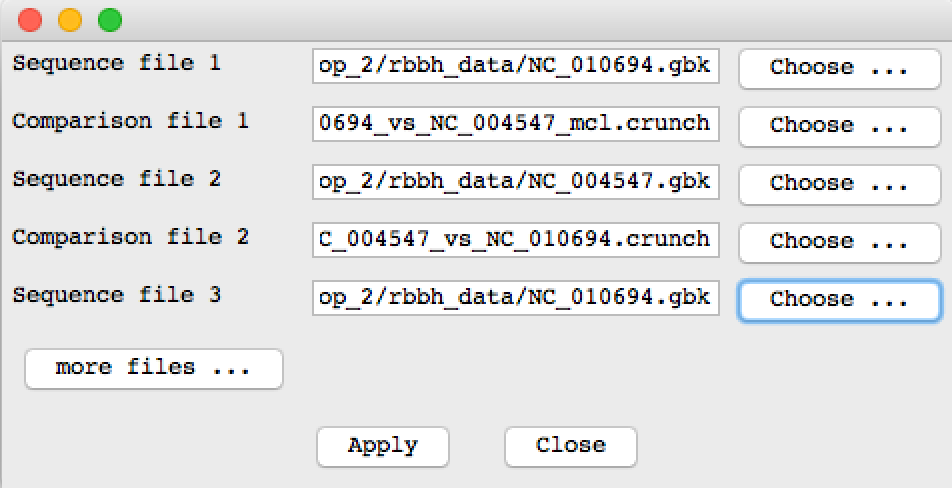 Sequence file 1 op_2/rbbh_data/NC_010694.gbk Choose ...
Comparison file 1 0694_vs_NC_004547_mcl.crunch Choose ...
Sequence file 2 op_2/rbbh_data/NC_004547.gbk Choose ...
Comparison file 2 C_004547_vs_NC_010694.crunch Choose ...
Sequence file 3 op_2/rbbh_data/NC_010694.gbk Choose ...
more files ...
Apply Close